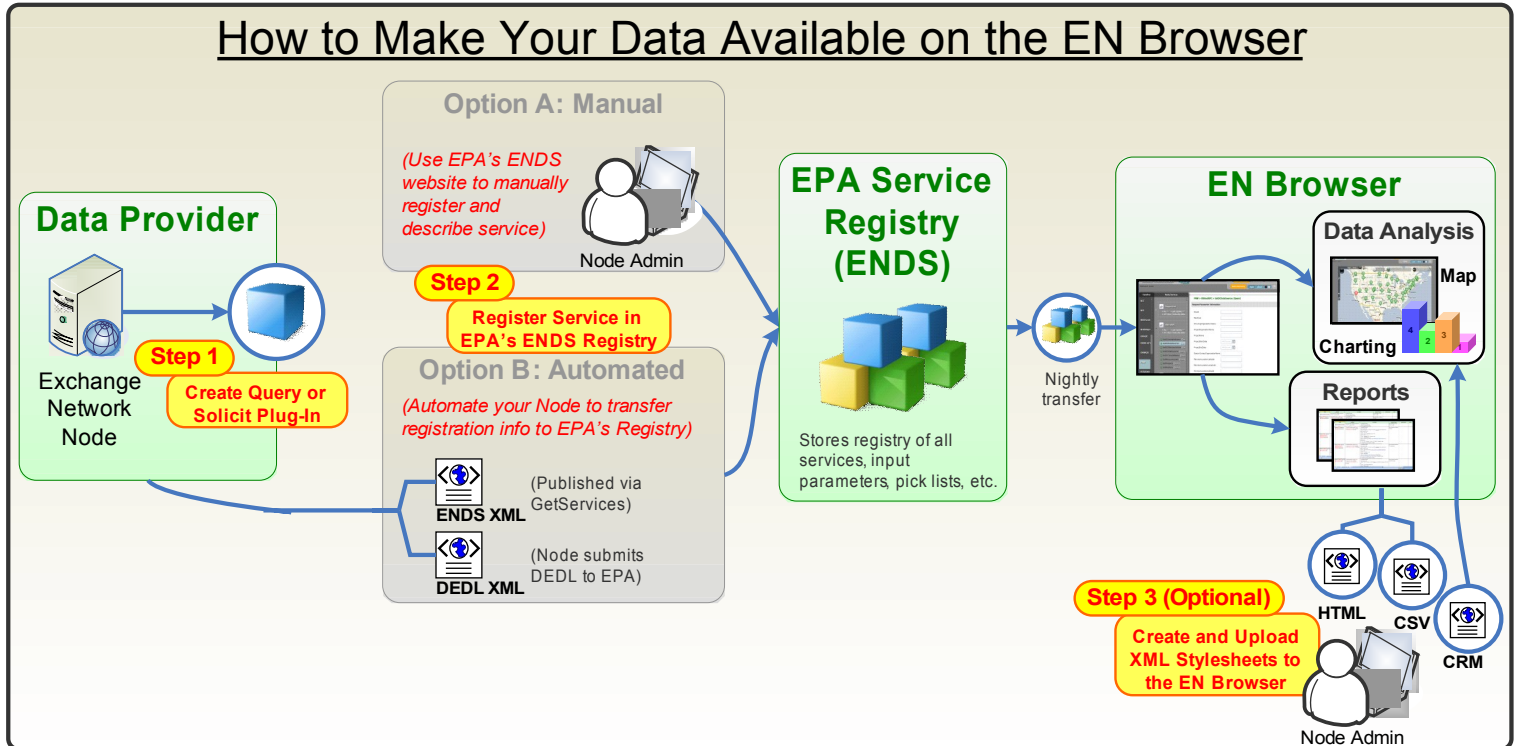 How to Make Your Data Available on the EN Browser
Data Provider
Exchange
Network
Node
Step 1
Create Query or
Solicit Plug-In
Option A: Manual
(Use EPA's ENDS
website to manually
register and
describe service)
Node Admin
Step 2
Register Service in
EPA's ENDS Registry
Option B: Automated
(Automate your Node to transfer
registration info to EPA's Registry)
ENDS XML
(Published via
GetServices)
DEDL XML
(Node submits
DEDL to EPA)
EPA Service
Registry
(ENDS)
Stores registry of all
services, input
parameters, pick lists, etc.
Nightly
transfer
EN Browser
Data Analysis
Map
Charting
4
2
3
1
Reports
HTML
CSV
CRM
Step 3 (Optional)
Create and Upload
XML Stylesheets to
the EN Browser
Node Admin